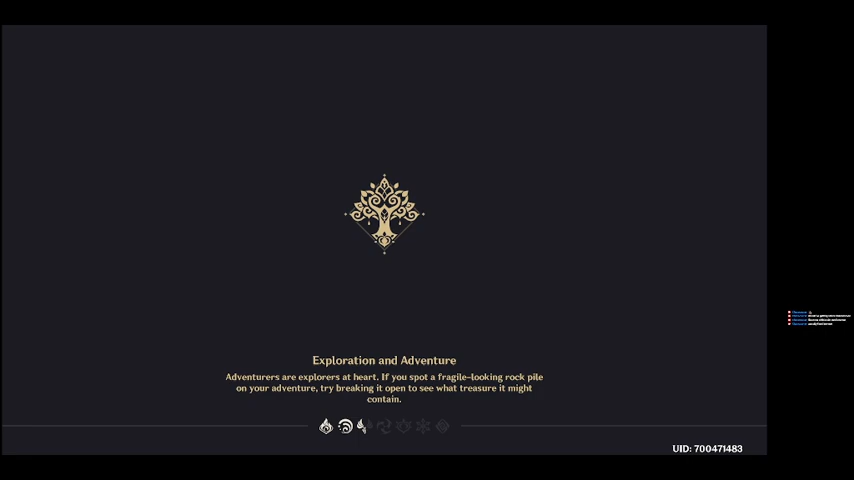 Exploration and Adventure
Adventurers are explorers at heart. If you spot a fragile-looking rock pile
on your adventure, try breaking it open to see what treasure it might
contain.
UID: 700471483